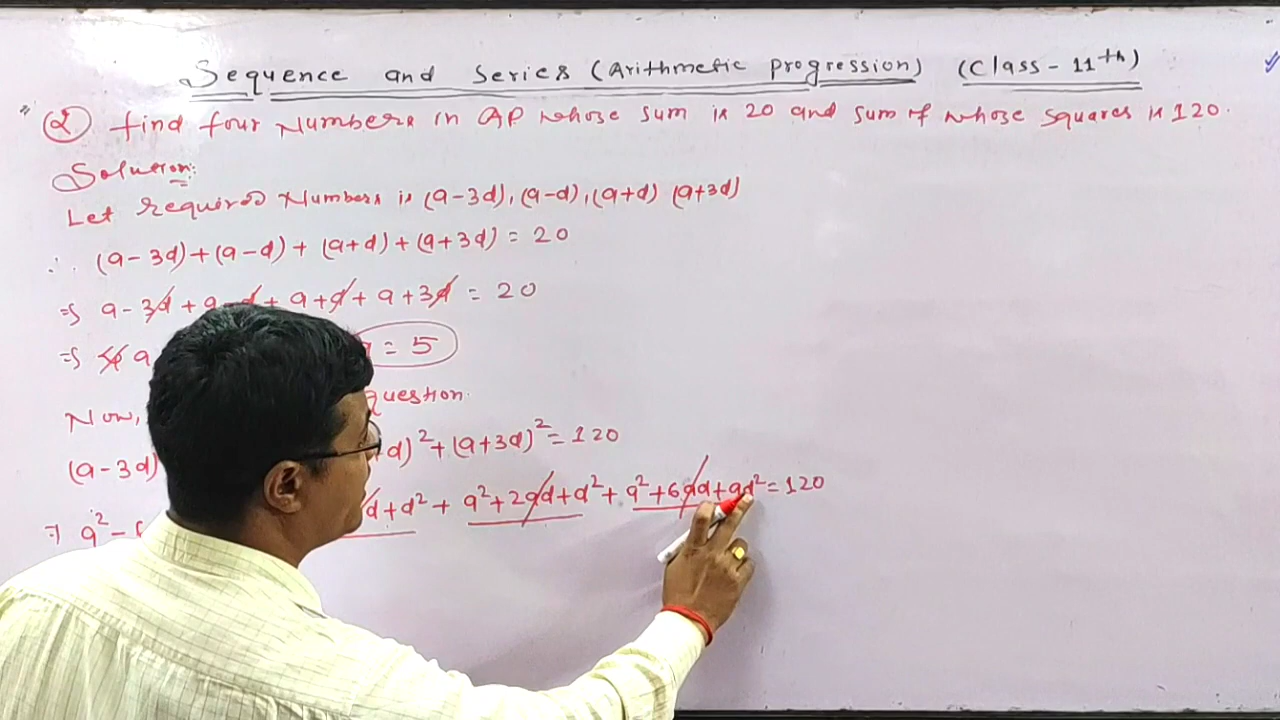 Sequence and Series (Arithmetic progression) (Class-11th)
" (2) find four Numbers in AP whose sum is 20 and sum of whose squares is 120.
Solution:
Let required Numbers is (a-3d), (a-d), (a+d) (a+3d)
∴ (a-3d)+(a-d)+(a+d)+(a+3d) = 20
⇒ a-3d+a-d+a+d+a+3d = 20
⇒ 4a = 5
Now, question.
(a-3d) d)²+(a+3d)²=120
⇒ a²- d+d²+ a²+2ad+d²+a²+6ad+9d²=120